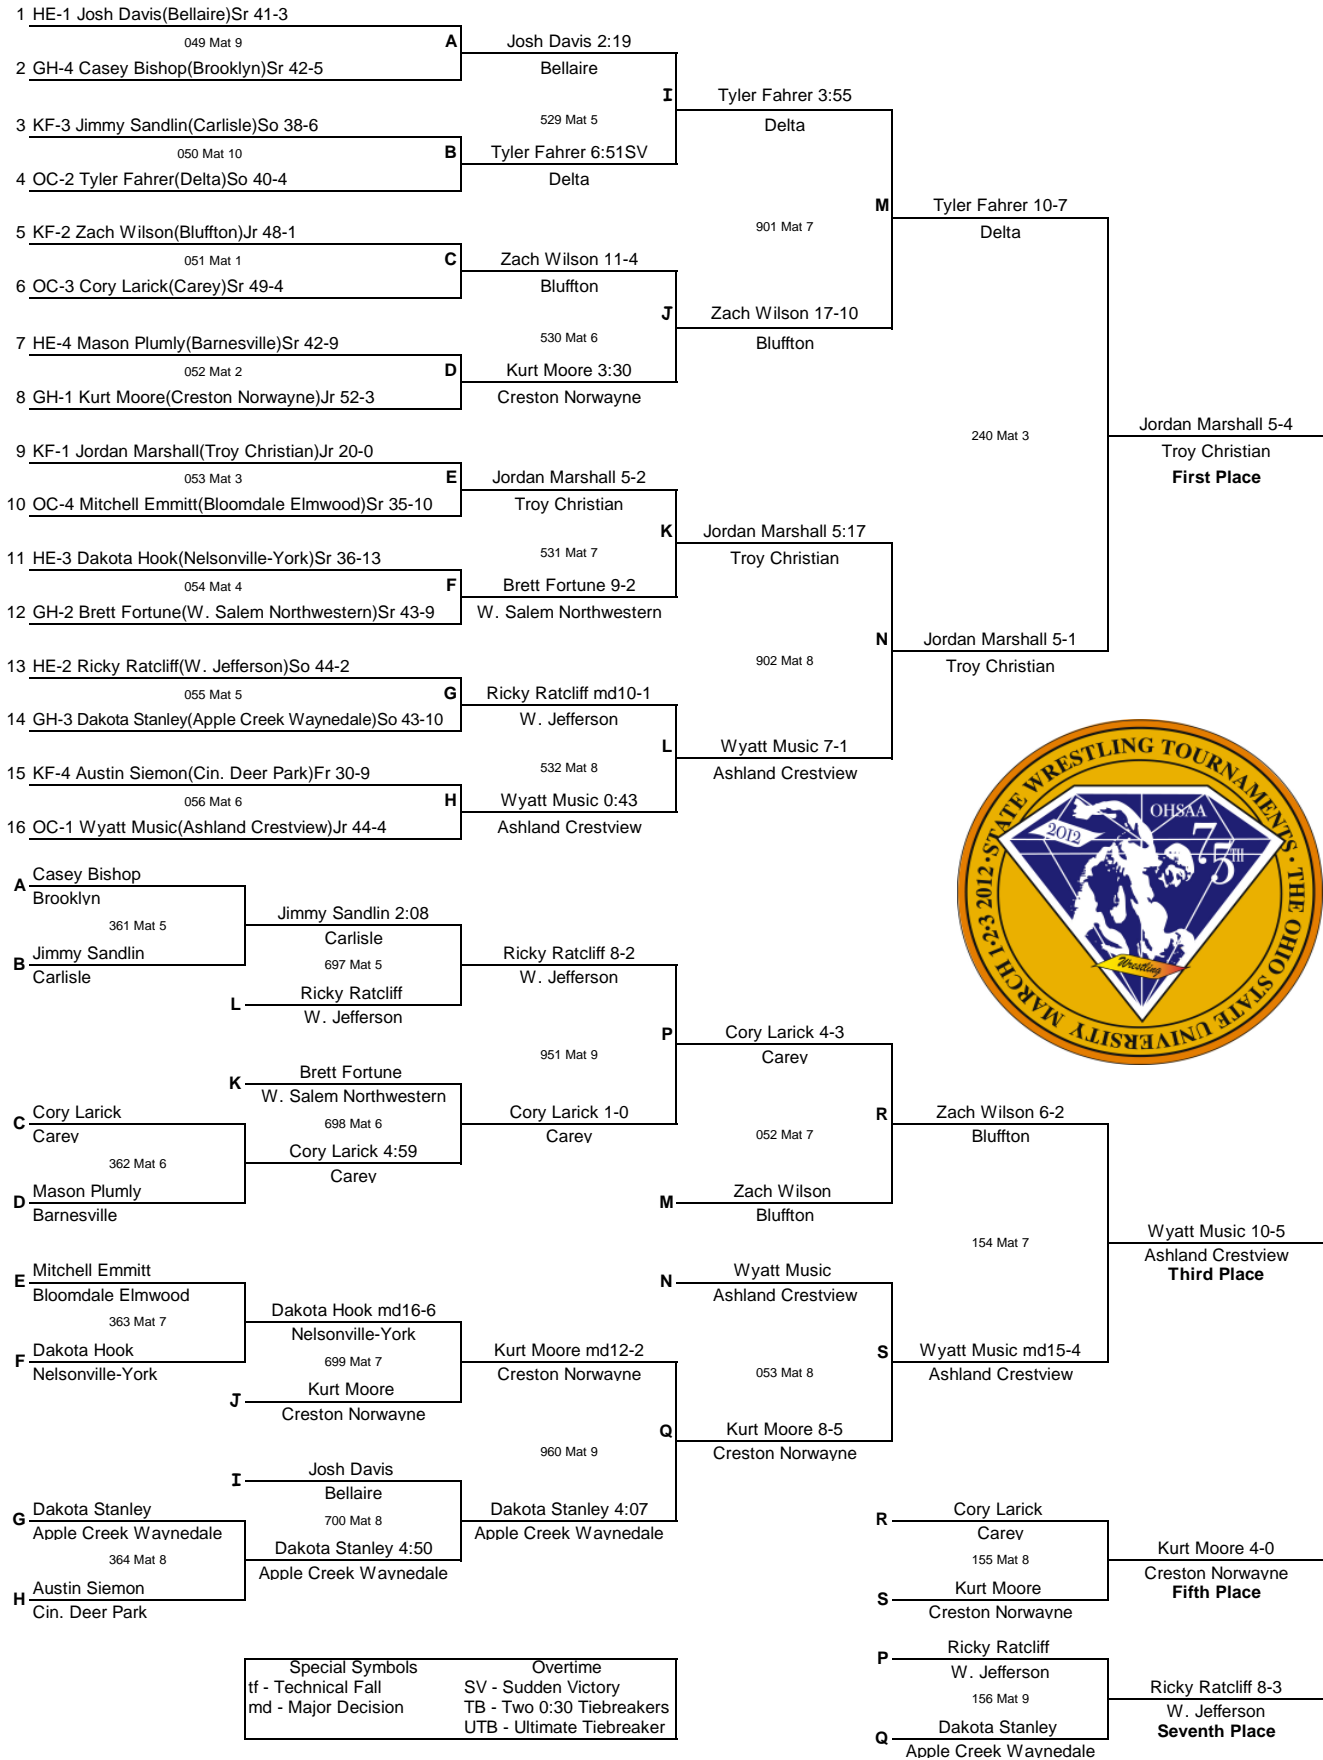 1 HE-1 Josh Davis(Bellaire)Sr 41-3
049 Mat 9
A
2 GH-4 Casey Bishop(Brooklyn)Sr 42-5
Josh Davis 2:19
Bellaire
3 KF-3 Jimmy Sandlin(Carlisle)So 38-6
050 Mat 10
B
4 OC-2 Tyler Fahrer(Delta)So 40-4
Tyler Fahrer 6:51SV
Delta
I
529 Mat 5
Tyler Fahrer 3:55
Delta
5 KF-2 Zach Wilson(Bluffton)Jr 48-1
051 Mat 1
C
6 OC-3 Cory Larick(Carey)Sr 49-4
Zach Wilson 11-4
Bluffton
7 HE-4 Mason Plumly(Barnesville)Sr 42-9
052 Mat 2
D
8 GH-1 Kurt Moore(Creston Norwayne)Jr 52-3
Kurt Moore 3:30
Creston Norwayne
J
530 Mat 6
Zach Wilson 17-10
Bluffton
M
901 Mat 7
Tyler Fahrer 10-7
Delta
9 KF-1 Jordan Marshall(Troy Christian)Jr 20-0
053 Mat 3
E
10 OC-4 Mitchell Emmitt(Bloomdale Elmwood)Sr 35-10
Jordan Marshall 5-2
Troy Christian
11 HE-3 Dakota Hook(Nelsonville-York)Sr 36-13
054 Mat 4
F
12 GH-2 Brett Fortune(W. Salem Northwestern)Sr 43-9
Brett Fortune 9-2
W. Salem Northwestern
K
531 Mat 7
Jordan Marshall 5:17
Troy Christian
13 HE-2 Ricky Ratcliff(W. Jefferson)So 44-2
055 Mat 5
G
14 GH-3 Dakota Stanley(Apple Creek Waynedale)So 43-10
Ricky Ratcliff md10-1
W. Jefferson
15 KF-4 Austin Siemon(Cin. Deer Park)Fr 30-9
056 Mat 6
H
16 OC-1 Wyatt Music(Ashland Crestview)Jr 44-4
Wyatt Music 0:43
Ashland Crestview
L
532 Mat 8
Wyatt Music 7-1
Ashland Crestview
N
902 Mat 8
Jordan Marshall 5-1
Troy Christian
240 Mat 3
Jordan Marshall 5-4
Troy Christian
First Place
STATE WRESTLING TOURNAMENTS · THE OHIO STATE UNIVERSITY MARCH 1-2-3 2012 ·
OHSAA
2012
75TH
Wrestling
A Casey Bishop
Brooklyn
361 Mat 5
B Jimmy Sandlin
Carlisle
Jimmy Sandlin 2:08
Carlisle
697 Mat 5
L Ricky Ratcliff
W. Jefferson
Ricky Ratcliff 8-2
W. Jefferson
K Brett Fortune
W. Salem Northwestern
698 Mat 6
C Cory Larick
Carey
362 Mat 6
D Mason Plumly
Barnesville
Cory Larick 4:59
Carey
Cory Larick 1-0
Carey
P
951 Mat 9
Cory Larick 4-3
Carey
052 Mat 7
M Zach Wilson
Bluffton
R
Zach Wilson 6-2
Bluffton
E Mitchell Emmitt
Bloomdale Elmwood
363 Mat 7
F Dakota Hook
Nelsonville-York
Dakota Hook md16-6
Nelsonville-York
699 Mat 7
J Kurt Moore
Creston Norwayne
Kurt Moore md12-2
Creston Norwayne
I Josh Davis
Bellaire
700 Mat 8
G Dakota Stanley
Apple Creek Waynedale
364 Mat 8
H Austin Siemon
Cin. Deer Park
Dakota Stanley 4:50
Apple Creek Waynedale
Dakota Stanley 4:07
Apple Creek Waynedale
Q
960 Mat 9
N Wyatt Music
Ashland Crestview
053 Mat 8
Kurt Moore 8-5
Creston Norwayne
S
Wyatt Music md15-4
Ashland Crestview
154 Mat 7
Wyatt Music 10-5
Ashland Crestview
Third Place
R Cory Larick
Carey
155 Mat 8
S Kurt Moore
Creston Norwayne
Kurt Moore 4-0
Creston Norwayne
Fifth Place
P Ricky Ratcliff
W. Jefferson
156 Mat 9
Q Dakota Stanley
Apple Creek Waynedale
Ricky Ratcliff 8-3
W. Jefferson
Seventh Place
Special Symbols Overtime
tf - Technical Fall SV - Sudden Victory
md - Major Decision TB - Two 0:30 Tiebreakers
UTB - Ultimate Tiebreaker